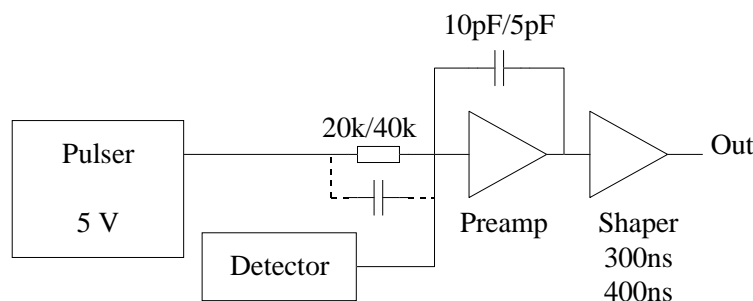 10pF/5pF
20k/40k
Pulser
5 V
Out
Preamp
Shaper
300ns
400ns
Detector